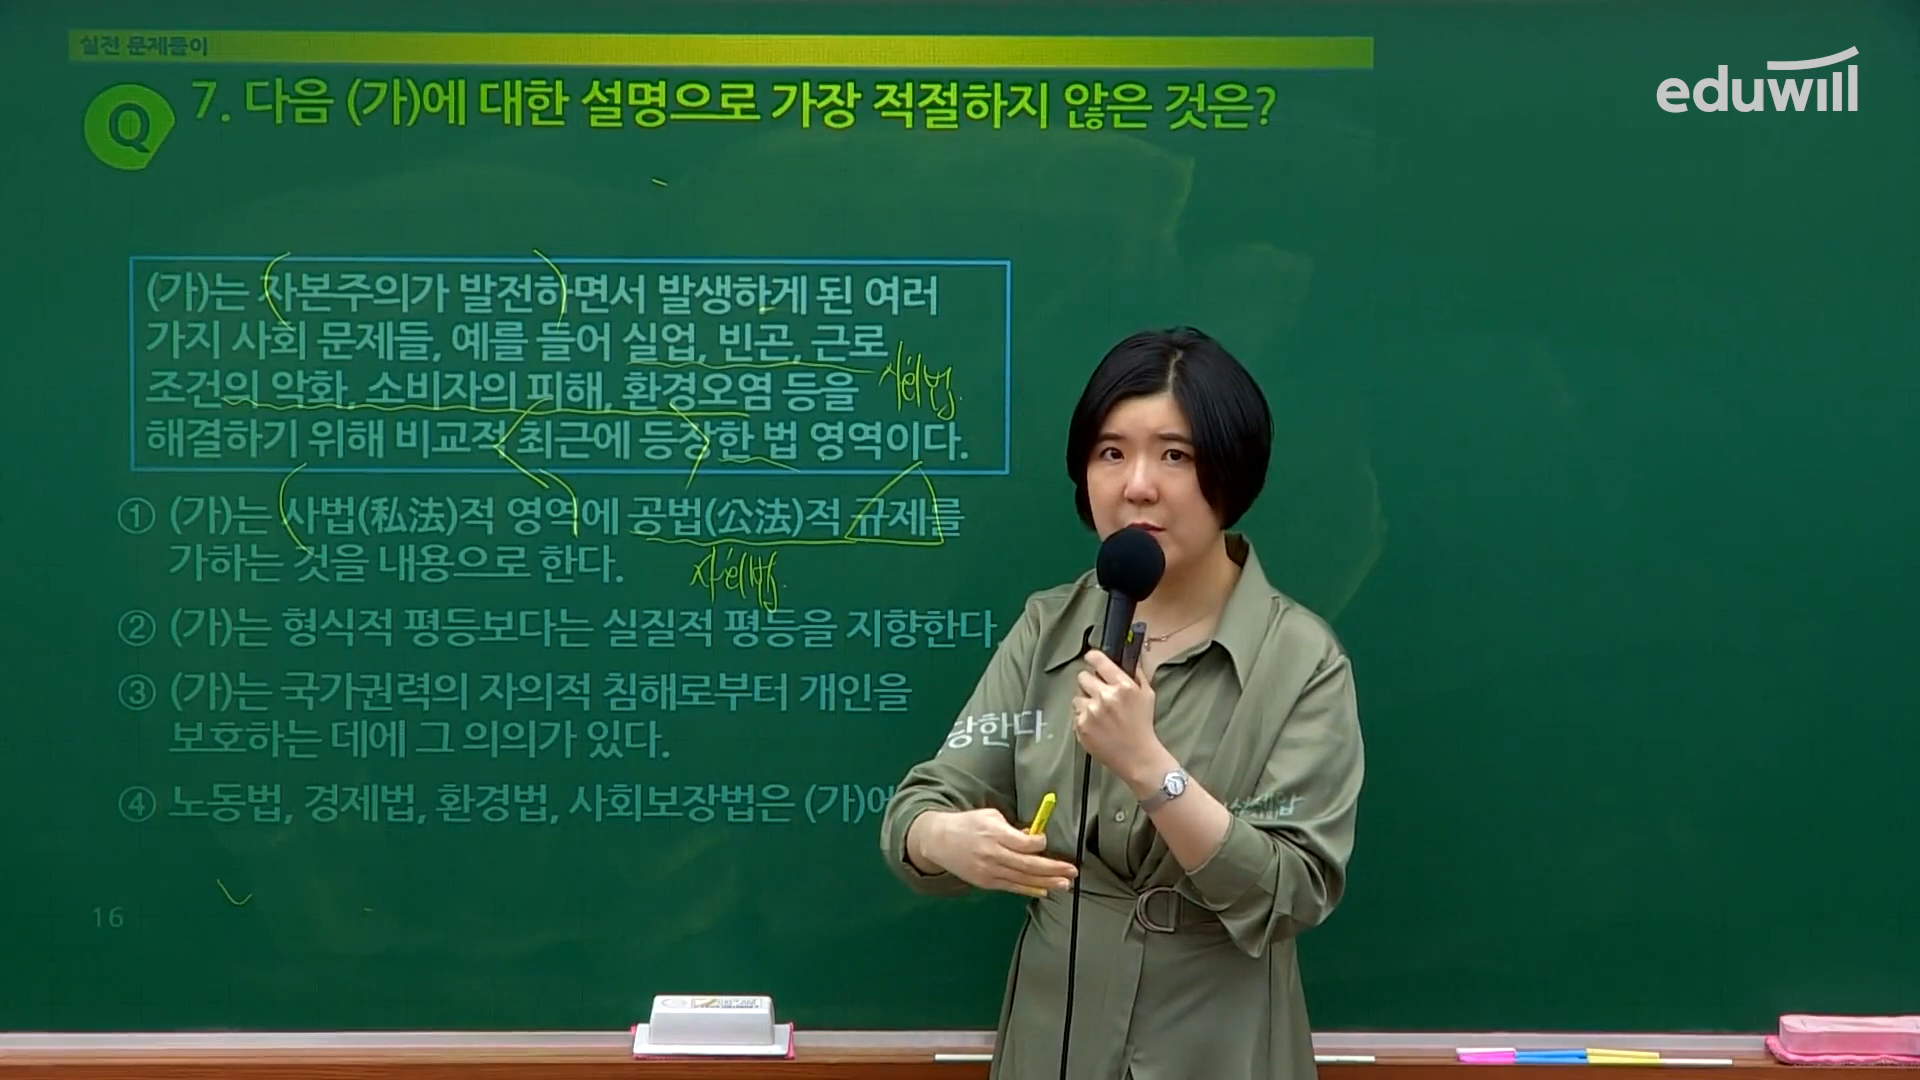 실전 문제풀이
eduwill
Q 7. 다음 (가)에 대한 설명으로 가장 적절하지 않은 것은?
(가)는 자본주의가 발전하면서 발생하게 된 여러
가지 사회 문제들, 예를 들어 실업, 빈곤, 근로
조건의 악화, 소비자의 피해, 환경오염 등을
사회법.
해결하기 위해 비교적 최근에 등장한 법 영역이다.
① (가)는 사법(私法)적 영역에 공법(公法)적 규제를
가하는 것을 내용으로 한다.
사회법.
② (가)는 형식적 평등보다는 실질적 평등을 지향한다.
③ (가)는 국가권력의 자의적 침해로부터 개인을
보호하는 데에 그 의의가 있다.
④ 노동법, 경제법, 환경법, 사회보장법은 (가)에
당한다.
16